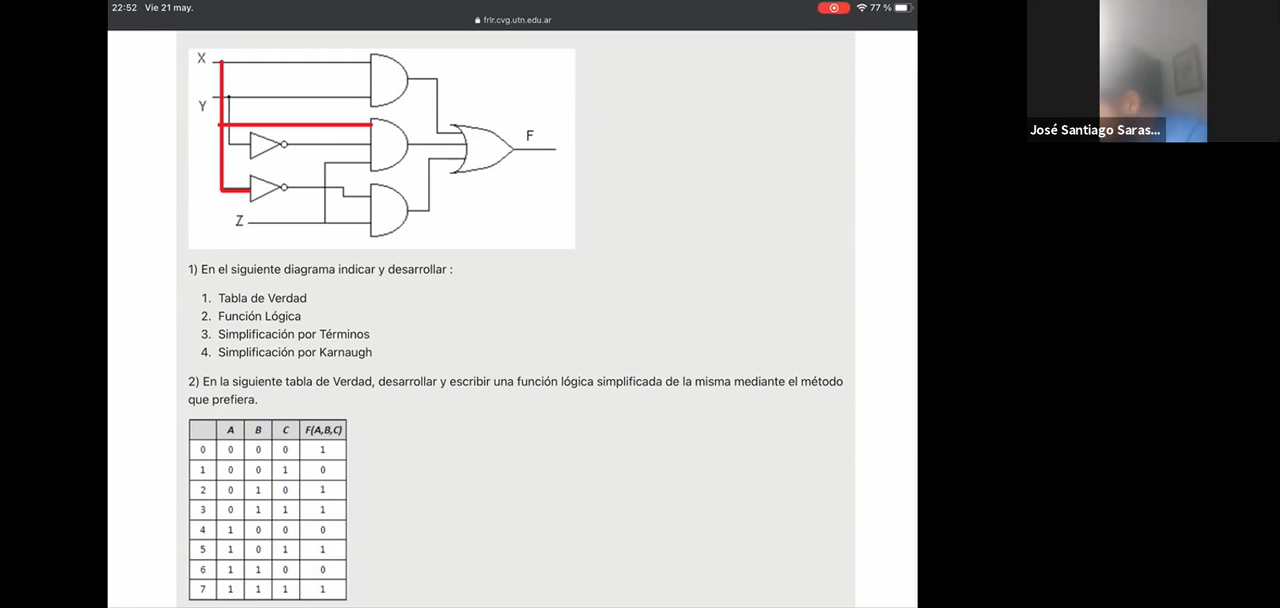 22:52 Vie 21 may.
77 %
frlr.cvg.utn.edu.ar
X
Y
F
Z
José Santiago Saras...
1) En el siguiente diagrama indicar y desarrollar :
1. Tabla de Verdad
2. Función Lógica
3. Simplificación por Términos
4. Simplificación por Karnaugh
2) En la siguiente tabla de Verdad, desarrollar y escribir una función lógica simplificada de la misma mediante el método
que prefiera.
A B C F(A,B,C)
0 0 0 0 1
1 0 0 1 0
2 0 1 0 1
3 0 1 1 1
4 1 0 0 0
5 1 0 1 1
6 1 1 0 0
7 1 1 1 1